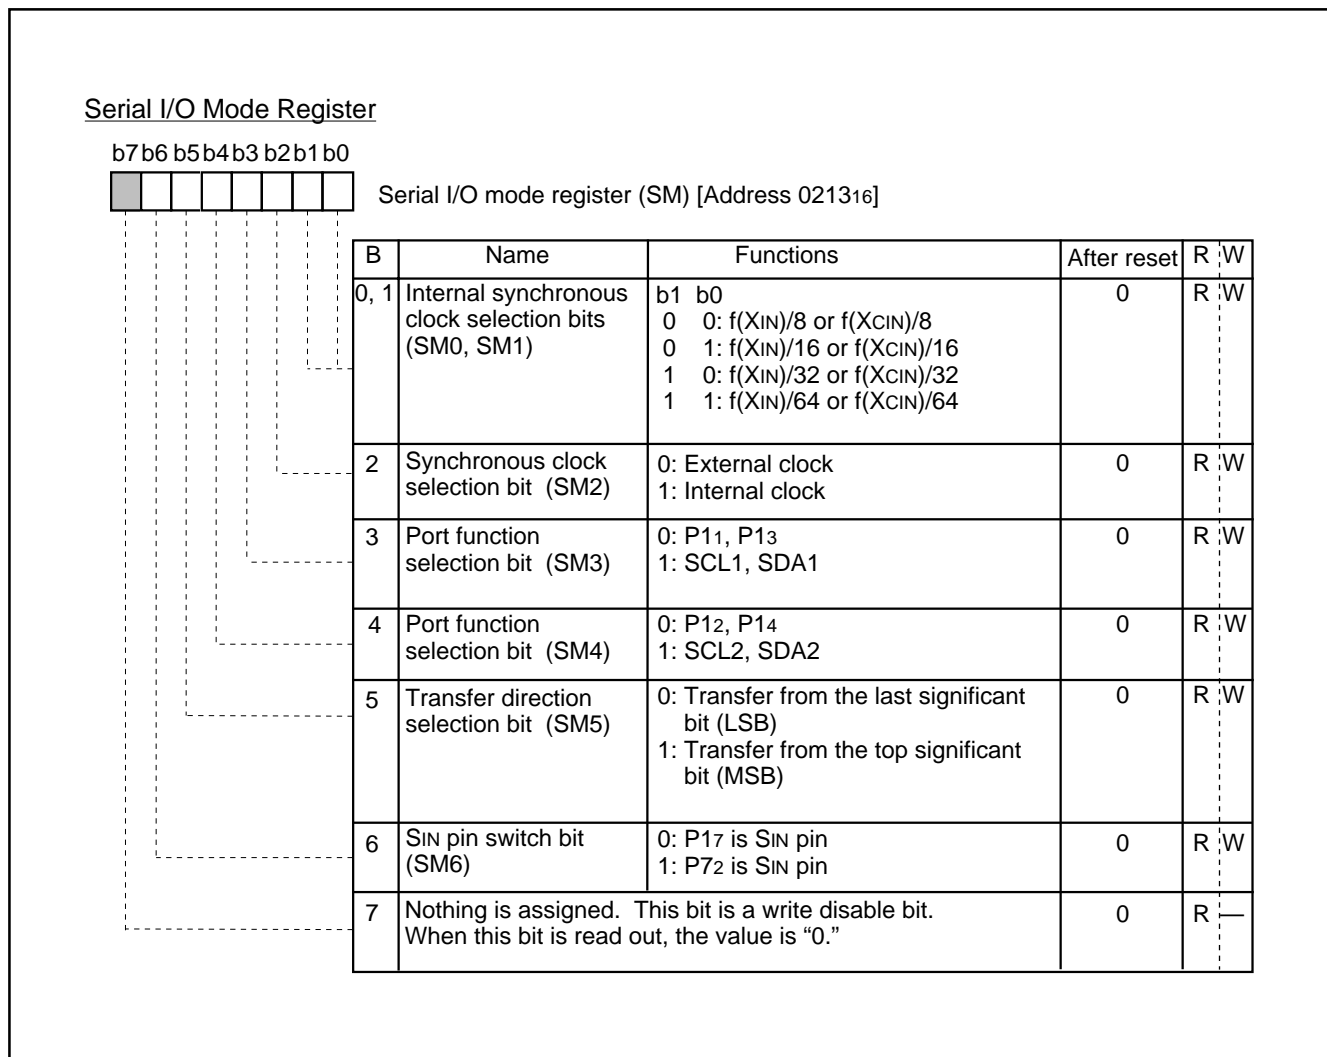 Serial I/O Mode Register
b7 b6 b5 b4 b3 b2 b1 b0
Serial I/O mode register (SM) [Address 021316]
B Name Functions After reset R W
0, 1 Internal synchronous clock selection bits (SM0, SM1) b1 b0 0 R W
0 0: f(XIN)/8 or f(XCIN)/8
0 1: f(XIN)/16 or f(XCIN)/16
1 0: f(XIN)/32 or f(XCIN)/32
1 1: f(XIN)/64 or f(XCIN)/64
2 Synchronous clock 0: External clock 0 R W
selection bit (SM2) 1: Internal clock
3 Port function 0: P11, P13 0 R W
selection bit (SM3) 1: SCL1, SDA1
4 Port function 0: P12, P14 0 R W
selection bit (SM4) 1: SCL2, SDA2
5 Transfer direction 0: Transfer from the last significant 0 R W
selection bit (SM5) bit (LSB)
1: Transfer from the top significant
bit (MSB)
6 SIN pin switch bit 0: P17 is SIN pin 0 R W
(SM6) 1: P72 is SIN pin
7 Nothing is assigned. This bit is a write disable bit. 0 R —
When this bit is read out, the value is “0.”